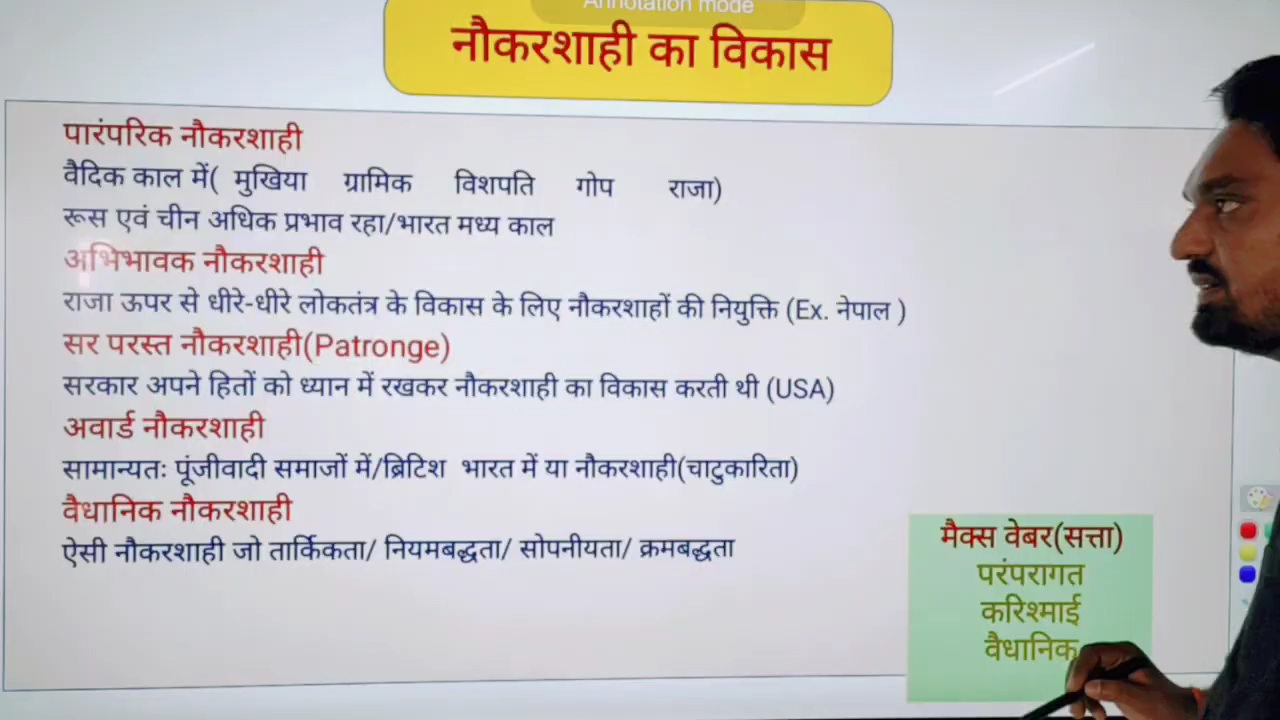 Annotation mode
नौकरशाही का विकास
पारंपरिक नौकरशाही
वैदिक काल में( मुखिया ग्रामिक विशपति गोप राजा)
रूस एवं चीन अधिक प्रभाव रहा/भारत मध्य काल
अभिभावक नौकरशाही
राजा ऊपर से धीरे-धीरे लोकतंत्र के विकास के लिए नौकरशाहों की नियुक्ति (Ex. नेपाल )
सर परस्त नौकरशाही(Patronge)
सरकार अपने हितों को ध्यान में रखकर नौकरशाही का विकास करती थी (USA)
अवार्ड नौकरशाही
सामान्यतः पूंजीवादी समाजों में/ब्रिटिश भारत में या नौकरशाही(चाटुकारिता)
वैधानिक नौकरशाही
ऐसी नौकरशाही जो तार्किकता/ नियमबद्धता/ सोपनीयता/ क्रमबद्धता
मैक्स वेबर(सत्ता)
परंपरागत
करिश्माई
वैधानिक